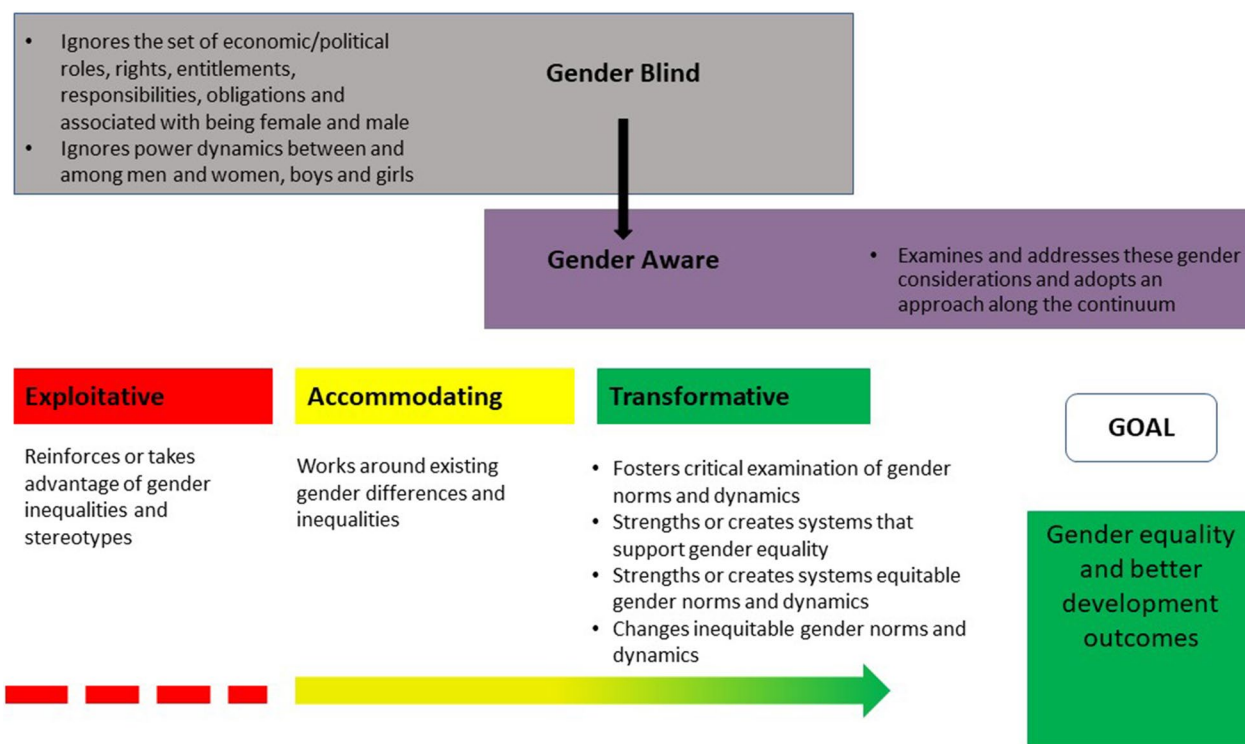 • Ignores the set of economic/political
roles, rights, entitlements,
responsibilities, obligations and
associated with being female and male
• Ignores power dynamics between and
among men and women, boys and girls
Gender Blind
Gender Aware
• Examines and addresses these gender
considerations and adopts an
approach along the continuum
Exploitative
Reinforces or takes
advantage of gender
inequalities and
stereotypes
Accommodating
Works around existing
gender differences and
inequalities
Transformative
• Fosters critical examination of gender
norms and dynamics
• Strengths or creates systems that
support gender equality
• Strengths or creates systems equitable
gender norms and dynamics
• Changes inequitable gender norms and
dynamics
GOAL
Gender equality
and better
development
outcomes